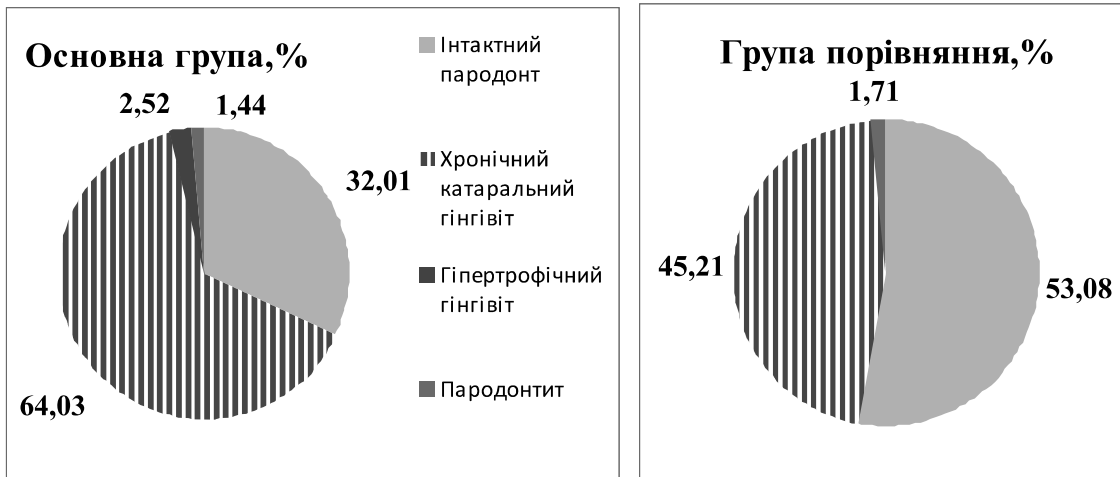 Основна група,%
2,52
1,44
32,01
64,03
Інтактний
пародонт
Хронічний
катаральний
гінгівіт
Гіпертрофічний
гінгівіт
Пародонтит
Група порівняння,%
1,71
45,21
53,08